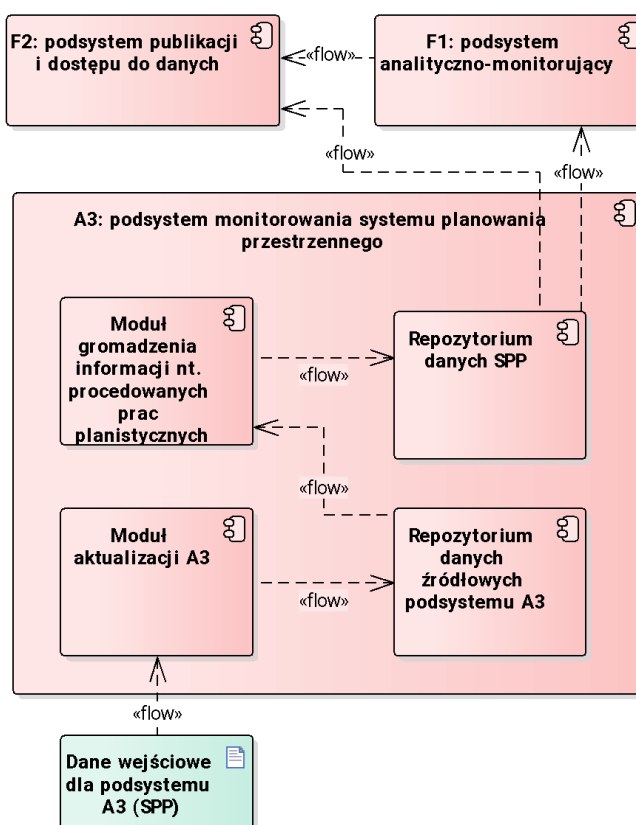 F2: podsystem publikacji
i dostępu do danych
«flow»
F1: podsystem
analityczno-monitorujący
«flow»
«flow»
A3: podsystem monitorowania systemu planowania
przestrzennego
Moduł
gromadzenia
informacji nt.
procedowanych
prac
planistycznych
«flow»
Repozytorium
danych SPP
«flow»
Moduł
aktualizacji A3
«flow»
Repozytorium
danych
źródłowych
podsystemu A3
«flow»
Dane wejściowe
dla podsystemu
A3 (SPP)